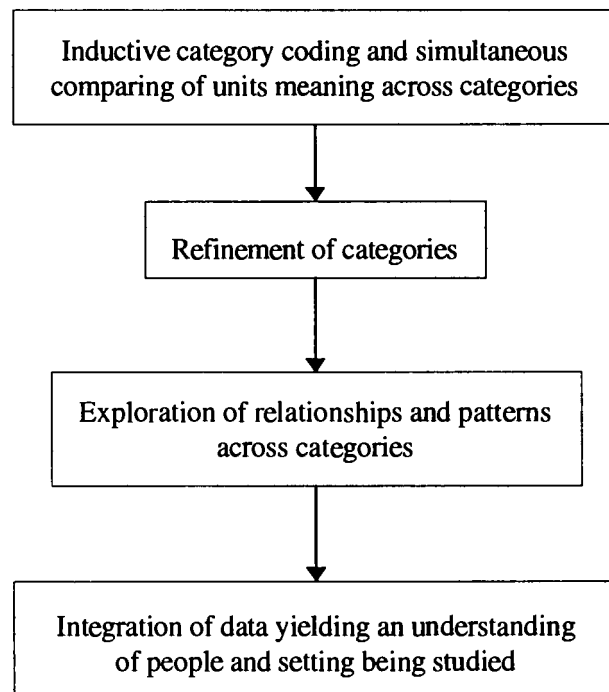 Inductive category coding and simultaneous
comparing of units meaning across categories
Refinement of categories
Exploration of relationships and patterns
across categories
Integration of data yielding an understanding
of people and setting being studied